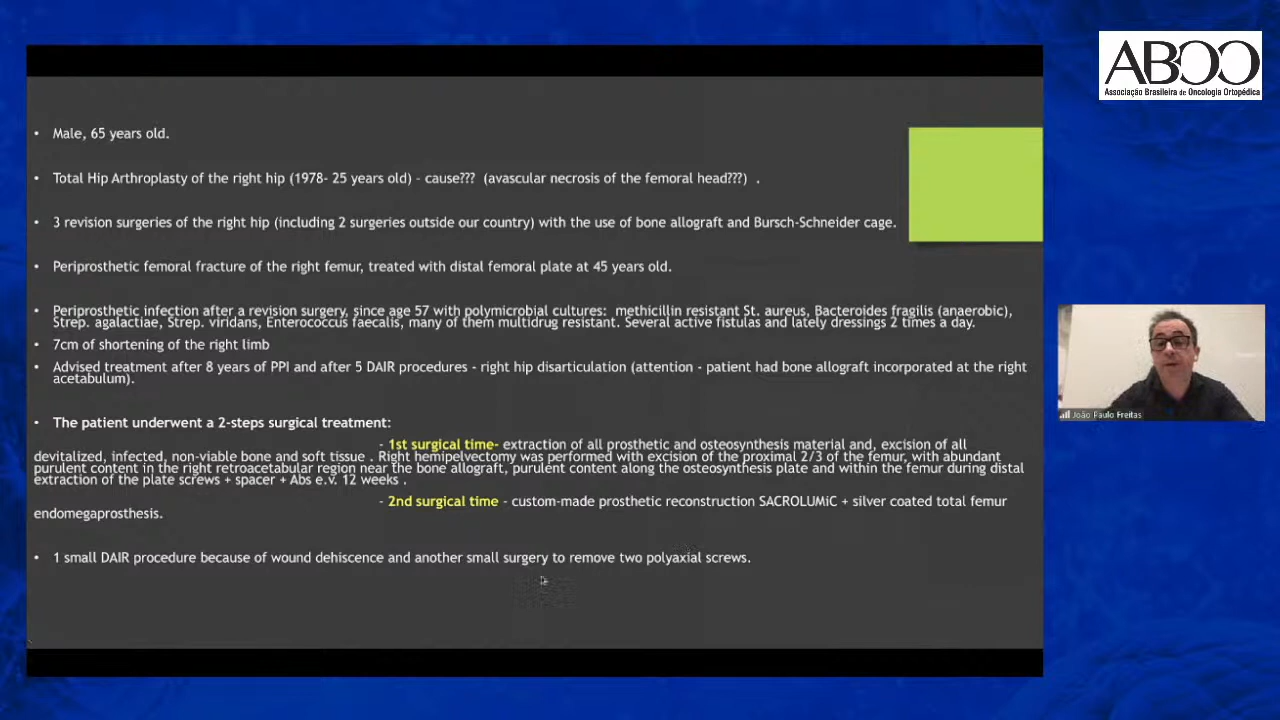 ABOO
Associação Brasileira de Oncologia Ortopédica
• Male, 65 years old.
• Total Hip Arthroplasty of the right hip (1978- 25 years old) – cause??? (avascular necrosis of the femoral head???) .
• 3 revision surgeries of the right hip (including 2 surgeries outside our country) with the use of bone allograft and Bursch-Schneider cage.
• Periprosthetic femoral fracture of the right femur, treated with distal femoral plate at 45 years old.
• Periprosthetic infection after a revision surgery, since age 57 with polymicrobial cultures: methicillin resistant St. aureus, Bacteroides fragilis (anaerobic),
Strep. agalactiae, Strep. viridans, Enterococcus faecalis, many of them multidrug resistant. Several active fistulas and lately dressings 2 times a day.
• 7cm of shortening of the right limb
• Advised treatment after 8 years of PPI and after 5 DAIR procedures - right hip disarticulation (attention - patient had bone allograft incorporated at the right
acetabulum).
• The patient underwent a 2-steps surgical treatment:
- 1st surgical time- extraction of all prosthetic and osteosynthesis material and, excision of all
devitalized, infected, non-viable bone and soft tissue . Right hemipelvectomy was performed with excision of the proximal 2/3 of the femur, with abundant
purulent content in the right retroacetabular region near the bone allograft, purulent content along the osteosynthesis plate and within the femur during distal
extraction of the plate screws + spacer + Abs e.v. 12 weeks .
- 2nd surgical time – custom-made prosthetic reconstruction SACROLUMiC + silver coated total femur
endomegaprosthesis.
• 1 small DAIR procedure because of wound dehiscence and another small surgery to remove two polyaxial screws.
João Paulo Freitas